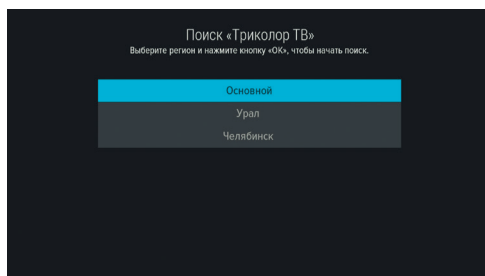 Поиск «Триколор ТВ»
Выберите регион и нажмите кнопку «ОК», чтобы начать поиск.
Основной
Урал
Челябинск